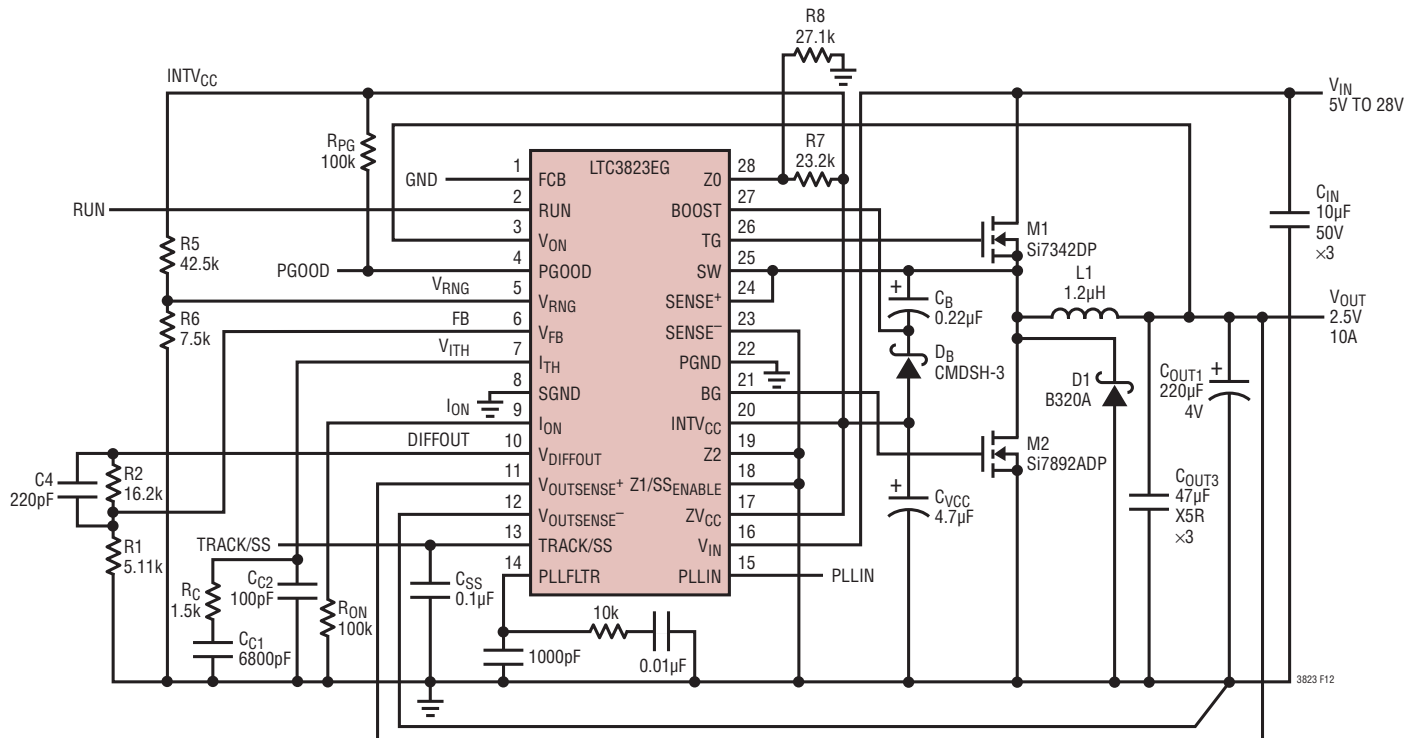 R8
27.1k
INTVCC
VIN
5V TO 28V
RPG
100k
R7
23.2k
LTC3823EG
GND
1
FCB
Z0
28
RUN
2
RUN
BOOST
27
CIN
10µF
50V
×3
3
VON
TG
26
M1
Si7342DP
R5
42.5k
PGOOD
4
PGOOD
SW
25
L1
1.2µH
VRNG
5
VRNG
SENSE+
24
+
CB
0.22µF
VOUT
2.5V
10A
R6
7.5k
FB
6
VFB
SENSE–
23
VITH
7
ITH
PGND
22
DB
CMDSH-3
8
SGND
BG
21
D1
B320A
COUT1
220µF
4V
+
ION
9
ION
INTVCC
20
DIFFOUT
10
VDIFFOUT
Z2
19
M2
Si7892ADP
C4
220pF
R2
16.2k
11
VOUTSENSE+
Z1/SSENABLE
18
COUT3
47µF
X5R
×3
12
VOUTSENSE–
ZVCC
17
+
CVCC
4.7µF
R1
5.11k
TRACK/SS
13
TRACK/SS
VIN
16
14
PLLFLTR
PLLIN
15
PLLIN
RC
1.5k
CC2
100pF
RON
100k
CSS
0.1µF
10k
CC1
6800pF
1000pF
0.01µF
3823 F12